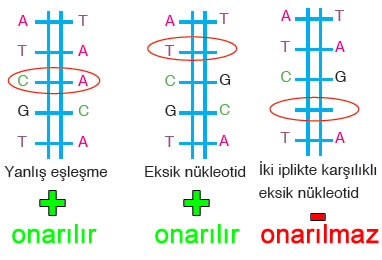 A T
T A
C A
G C
T A
Yanlış eşleşme
+
onarılır
A T
T
C G
G C
T A
Eksik nükleotid
+
onarılır
A T
T A
C G
T A
İki iplikte karşılıklı
eksik nükleotid
-
onarılmaz